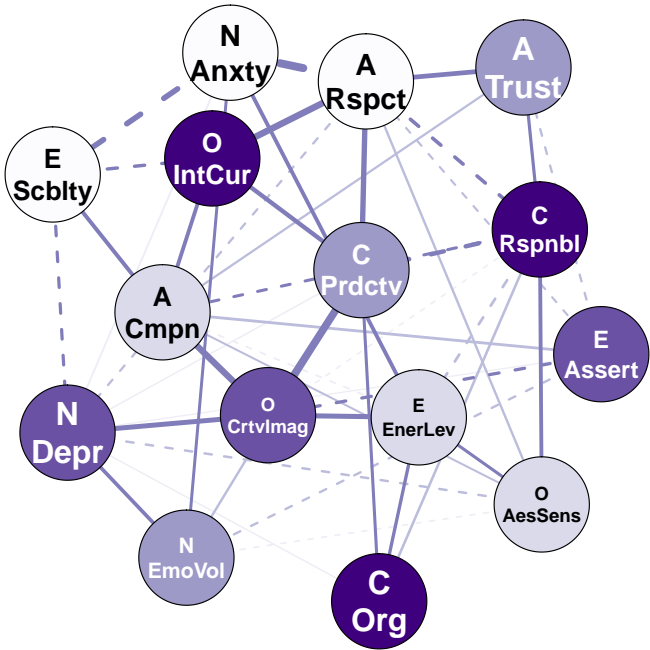 N
Anxty
A
Rspct
A
Trust
E
Scblty
O
IntCur
C
Rspnbl
C
Prdctv
A
Cmpn
E
Assert
N
Depr
O
CrtvImag
E
EnerLev
O
AesSens
N
EmoVol
C
Org